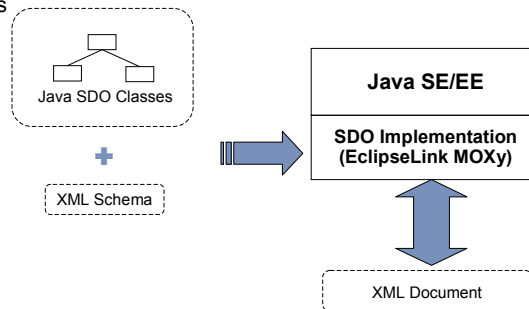 s
Java SDO Classes
XML Schema
Java SE/EE
SDO Implementation
(EclipseLink MOXy)
XML Document